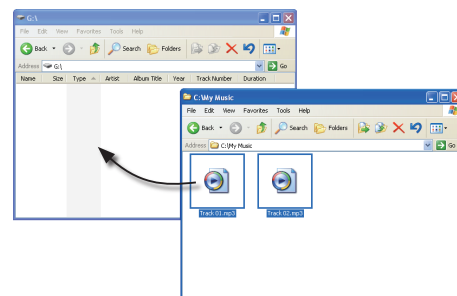 G:\
File Edit View Favorites Tools Help
Back Search Folders
Address G:\ Go
Name Size Type Artist Album Title Year Track Number Duration
C:\My Music
File Edit View Favorites Tools Help
Back Search Folders
Address C:\My Music Go
Track 01.mp3 Track 02.mp3